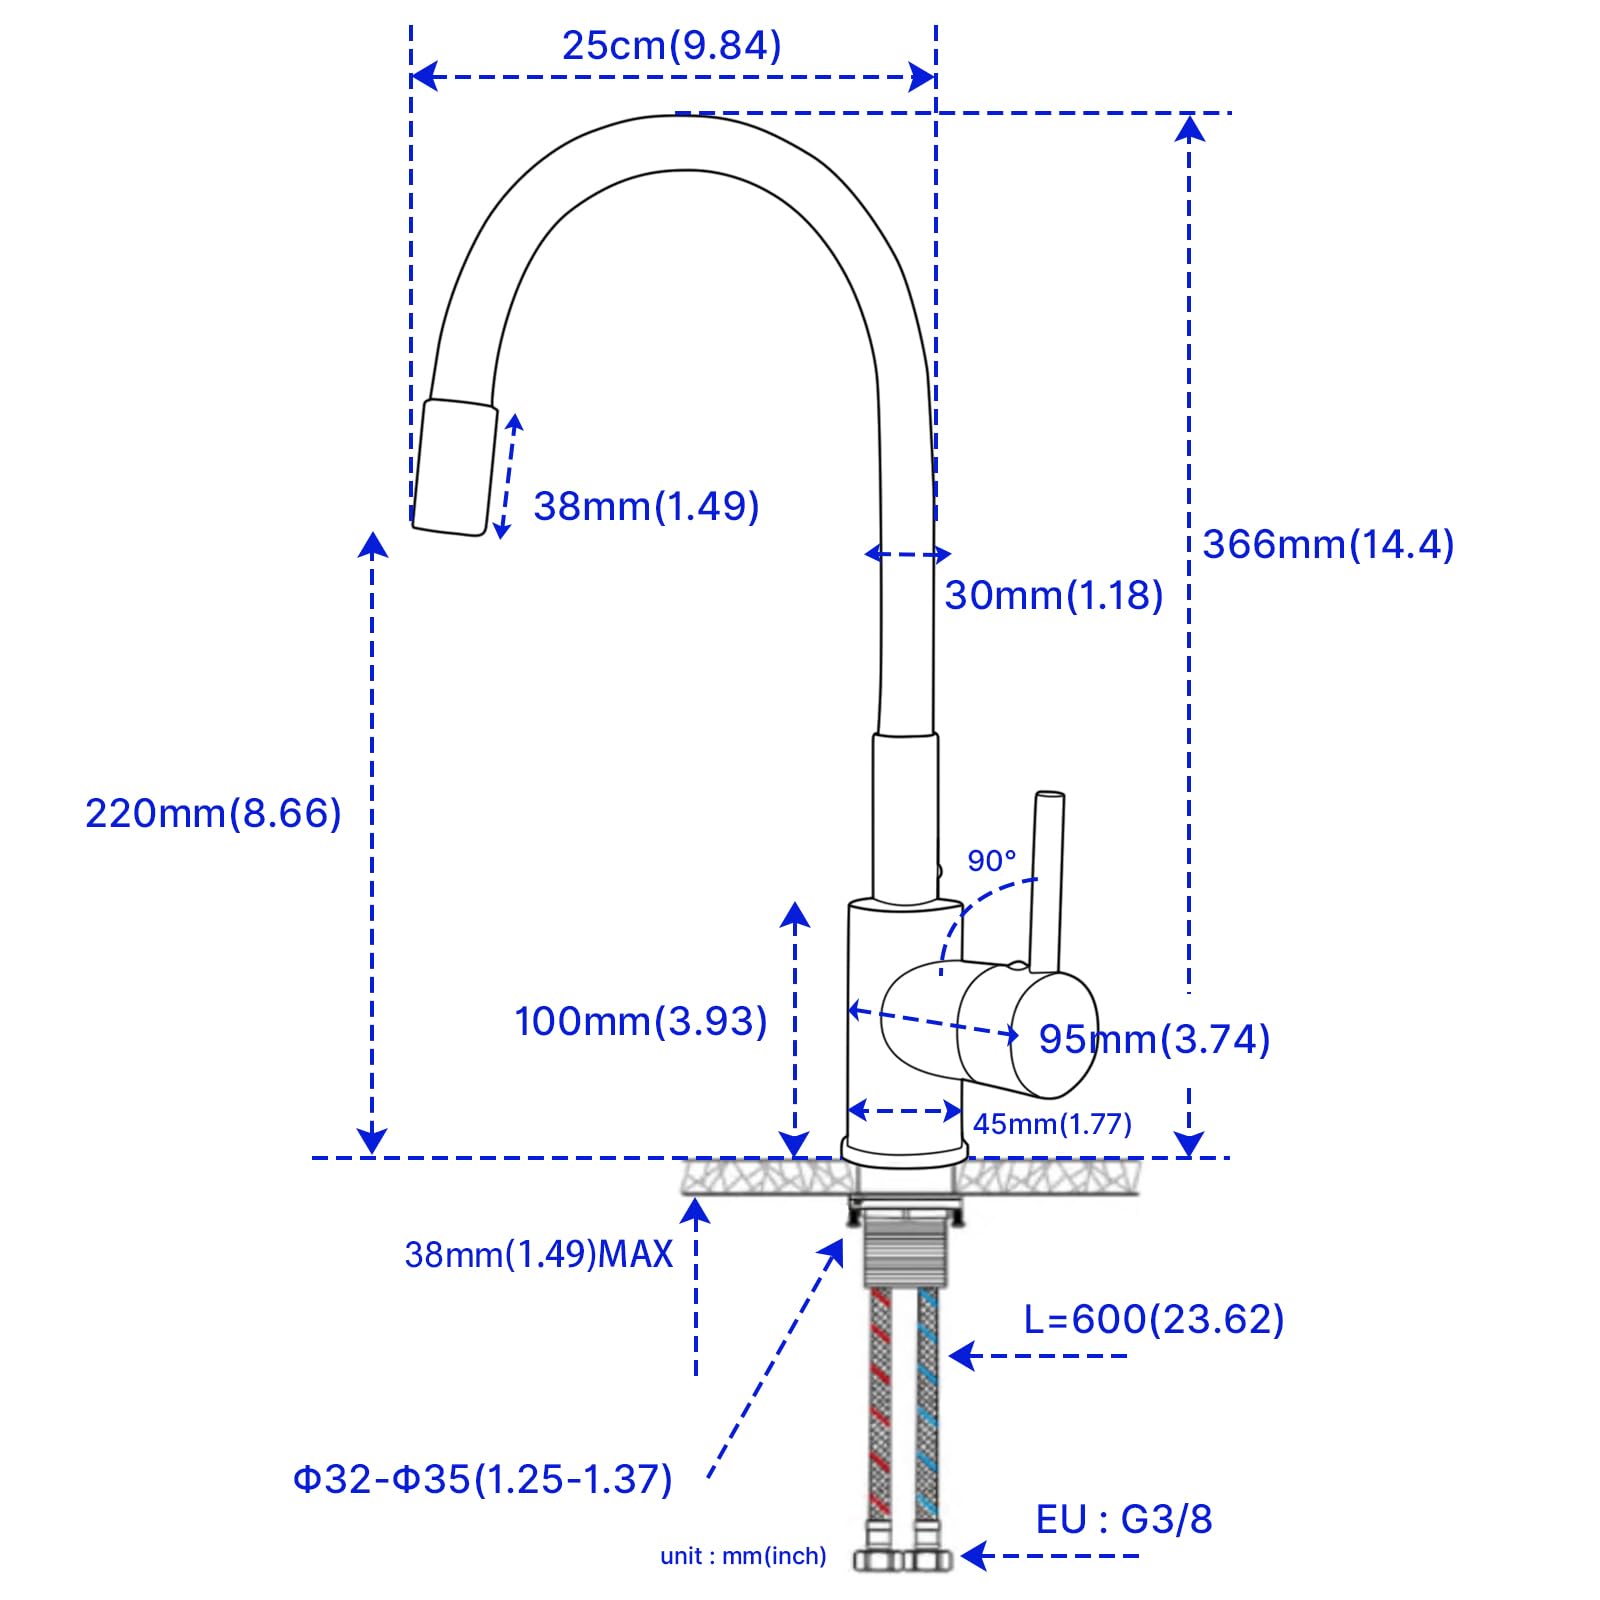 25cm(9.84)
38mm(1.49)
366mm(14.4)
30mm(1.18)
220mm(8.66)
90°
100mm(3.93)
95mm(3.74)
45mm(1.77)
38mm(1.49)MAX
L=600(23.62)
Φ32-Φ35(1.25-1.37)
EU : G3/8
unit : mm(inch)